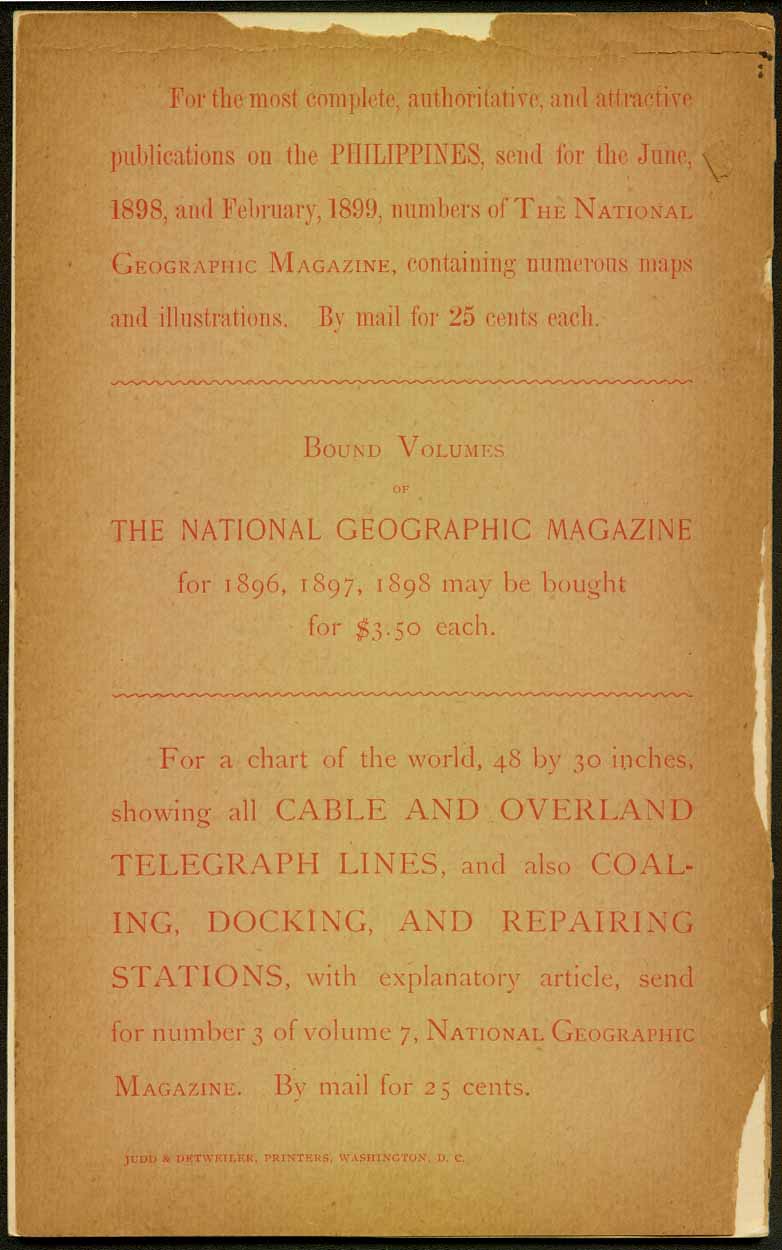 For the most complete, authoritative, and attractive
publications on the PHILIPPINES, send for the June,
1898, and February, 1899, numbers of THE NATIONAL
GEOGRAPHIC MAGAZINE, containing numerous maps
and illustrations. By mail for 25 cents each.
BOUND VOLUMES
OF
THE NATIONAL GEOGRAPHIC MAGAZINE
for 1896, 1897, 1898 may be bought
for $3.50 each.
For a chart of the world, 48 by 30 inches,
showing all CABLE AND OVERLAND
TELEGRAPH LINES, and also COAL-
ING, DOCKING, AND REPAIRING
STATIONS, with explanatory article, send
for number 3 of volume 7, NATIONAL GEOGRAPHIC
MAGAZINE. By mail for 25 cents.
JUDD & DETWEILER, PRINTERS, WASHINGTON, D. C.